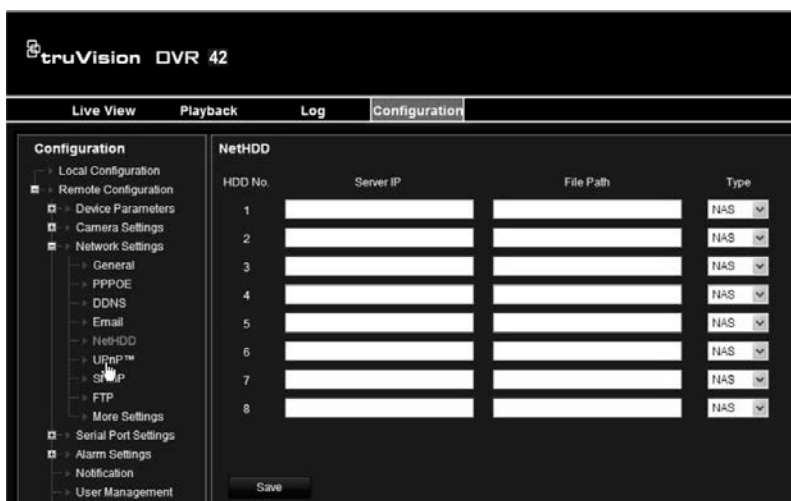 truVision DVR 42
Live View Playback Log Configuration
Configuration
Local Configuration
Remote Configuration
Device Parameters
Camera Settings
Network Settings
General
PPPOE
DDNS
Email
NetHDD
UPnP™
FTP
More Settings
Serial Port Settings
Alarm Settings
Notification
User Management
NetHDD
HDD No. Server IP File Path Type
1 NAS
2 NAS
3 NAS
4 NAS
5 NAS
6 NAS
7 NAS
8 NAS
Save